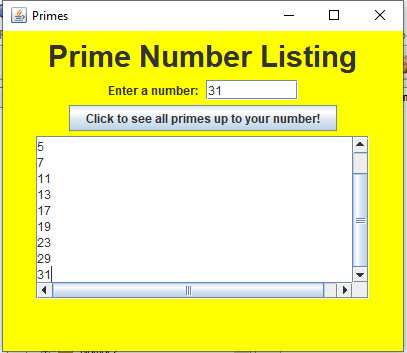 Primes
Prime Number Listing
Enter a number: 31
Click to see all primes up to your number!
5
7
11
13
17
19
23
29
31